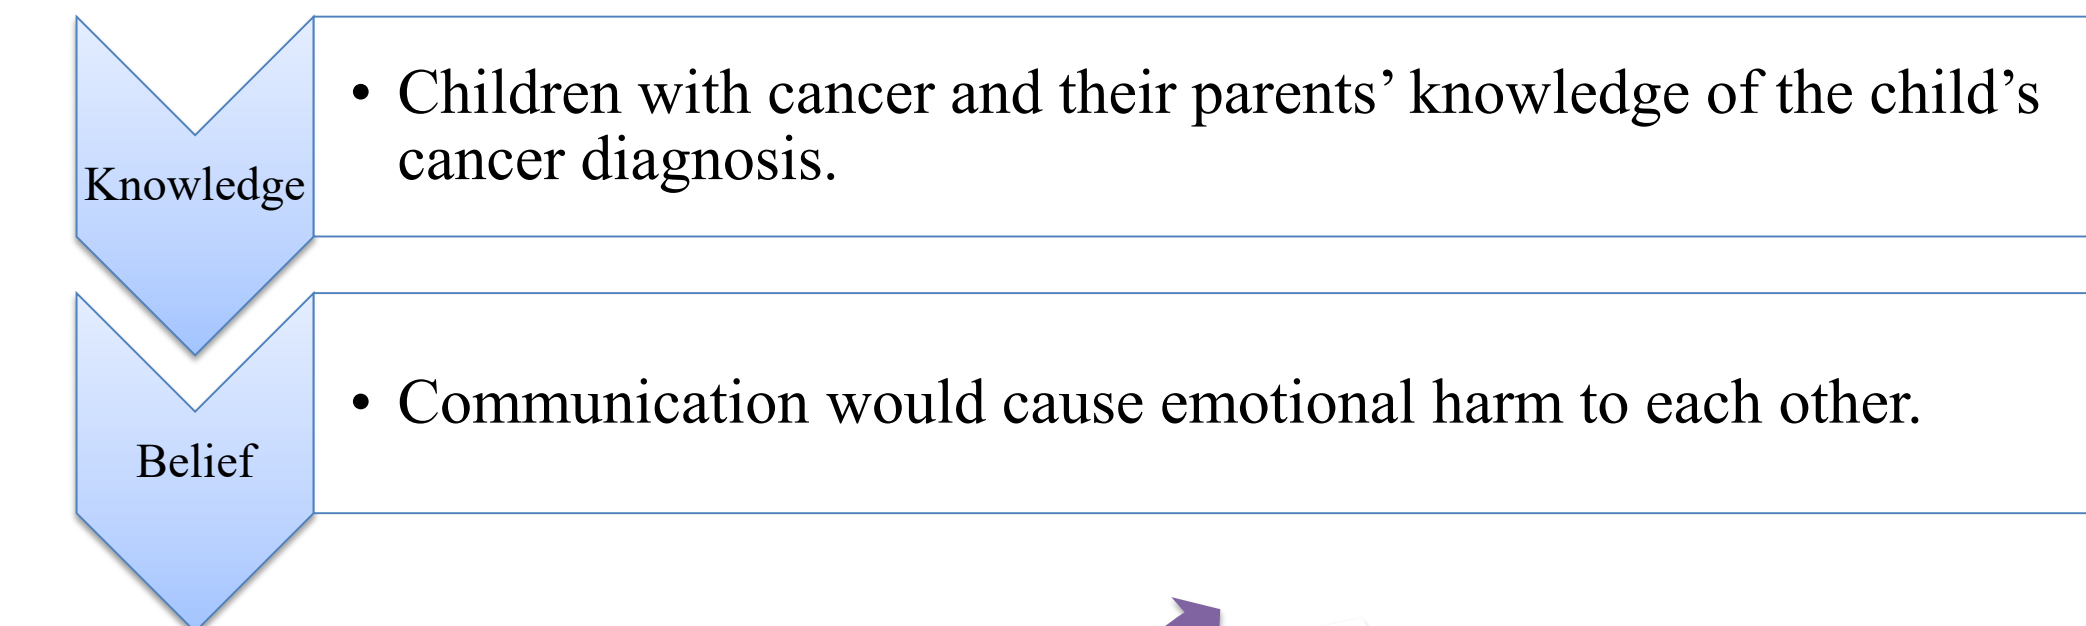 Knowledge
• Children with cancer and their parents’ knowledge of the child’s
cancer diagnosis.
Belief
• Communication would cause emotional harm to each other.